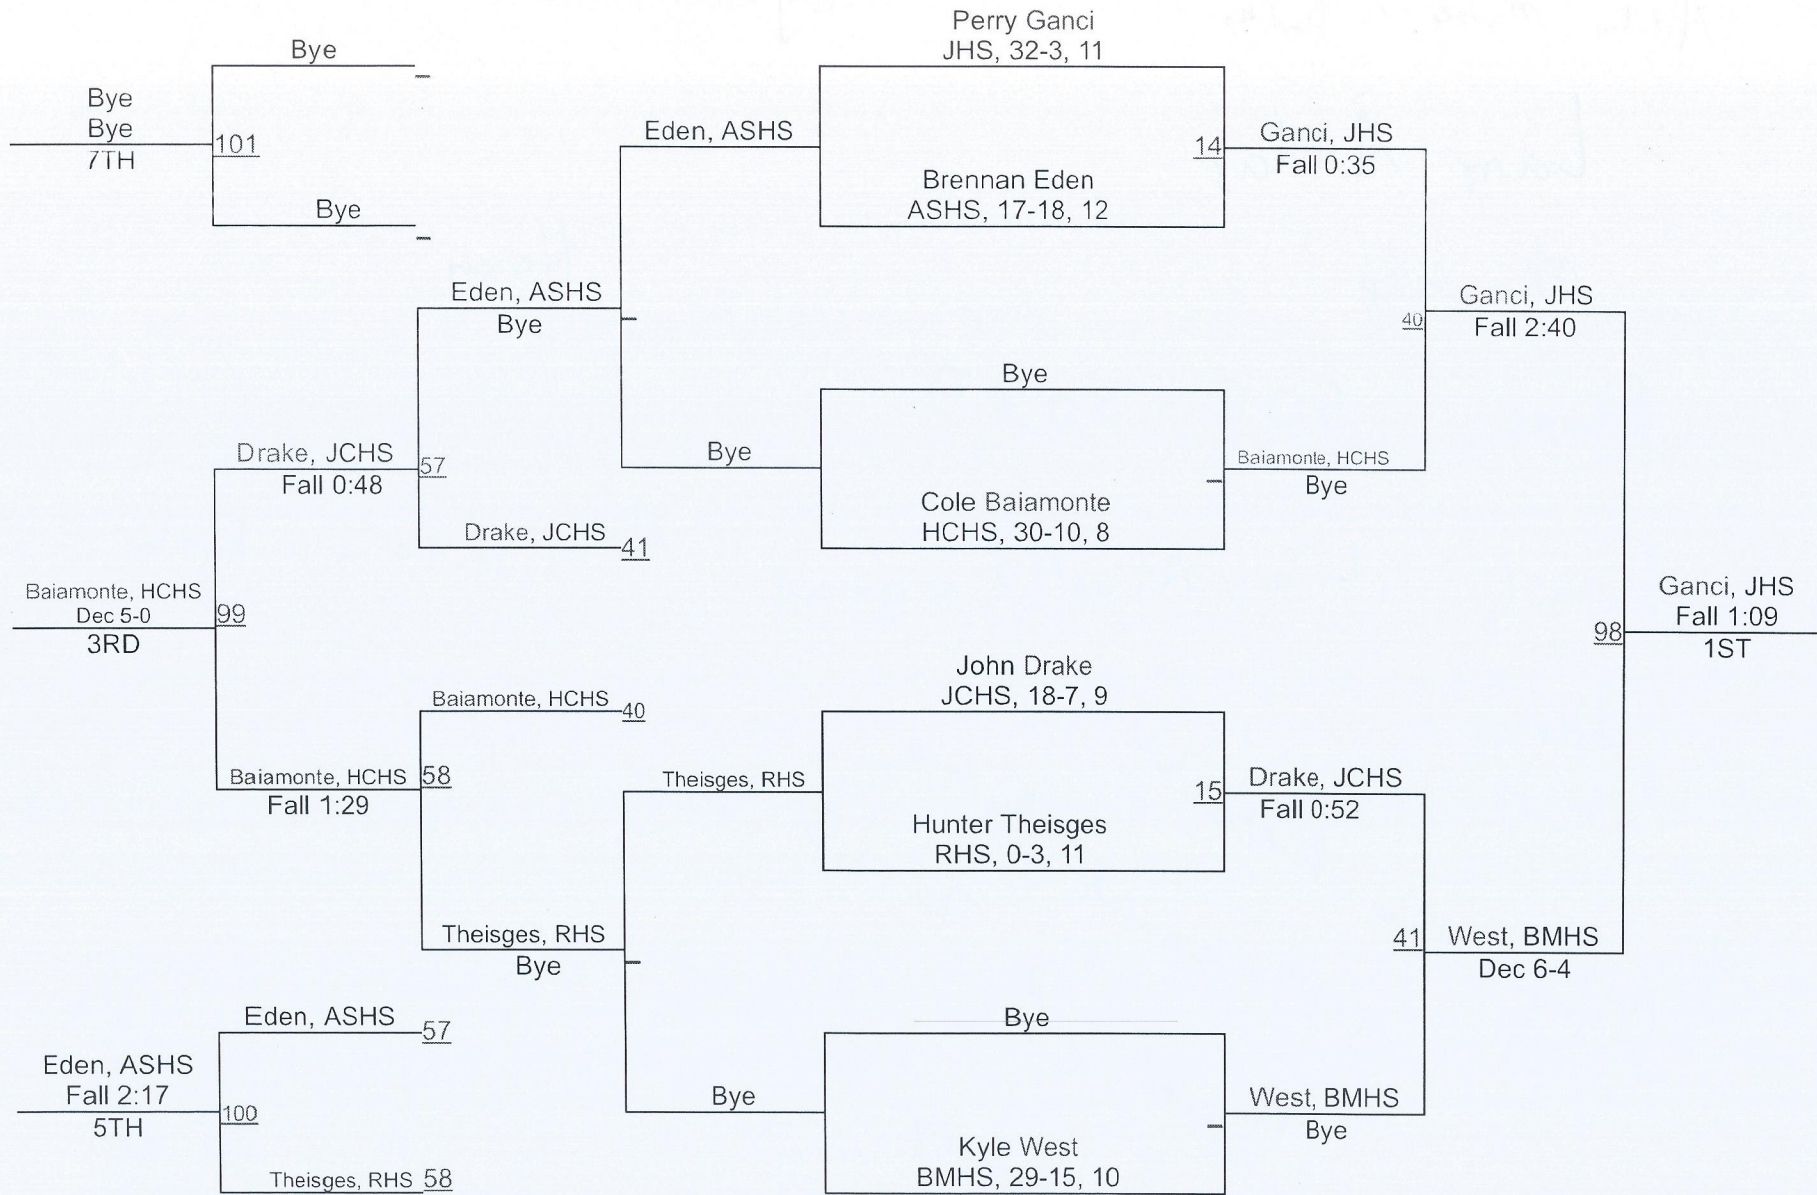 Perry Ganci
JHS, 32-3, 11
Bye
Bye
Bye
7TH
101
Bye
Eden, ASHS
14
Ganci, JHS
Fall 0:35
Brennan Eden
ASHS, 17-18, 12
Eden, ASHS
Bye
Ganci, JHS
Fall 2:40
40
Bye
Drake, JCHS
Fall 0:48
57
Bye
Baiamonte, HCHS
Bye
Cole Baiamonte
HCHS, 30-10, 8
Drake, JCHS
41
Baiamonte, HCHS
Dec 5-0
3RD
99
98
Ganci, JHS
Fall 1:09
1ST
John Drake
JCHS, 18-7, 9
Baiamonte, HCHS
40
Baiamonte, HCHS
Fall 1:29
58
Theisges, RHS
15
Drake, JCHS
Fall 0:52
Hunter Theisges
RHS, 0-3, 11
Theisges, RHS
Bye
41
West, BMHS
Dec 6-4
Eden, ASHS
57
Bye
Eden, ASHS
Fall 2:17
5TH
100
Bye
West, BMHS
Bye
Kyle West
BMHS, 29-15, 10
Theisges, RHS
58